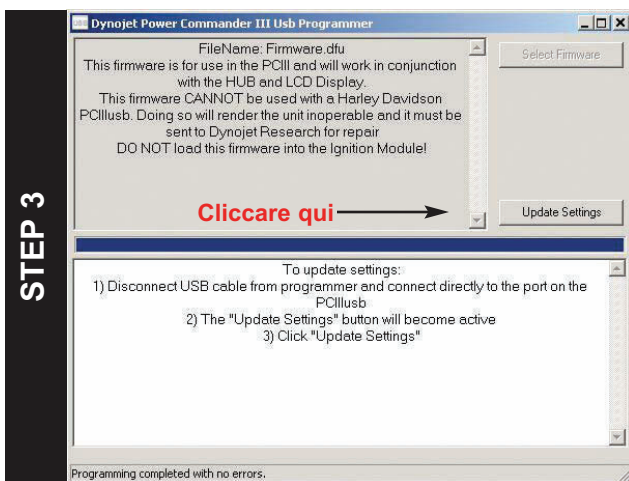 STEP 3
Dynojet Power Commander III Usb Programmer
FileName: Firmware.dfu
This firmware is for use in the PCIII and will work in conjunction
with the HUB and LCD Display.
This firmware CANNOT be used with a Harley Davidson
PCIIIusb. Doing so will render the unit inoperable and it must be
sent to Dynojet Research for repair
DO NOT load this firmware into the Ignition Module!
Select Firmware
Cliccare qui
Update Settings
To update settings:
1) Disconnect USB cable from programmer and connect directly to the port on the
PCIIIusb
2) The "Update Settings" button will become active
3) Click "Update Settings"
Programming completed with no errors.